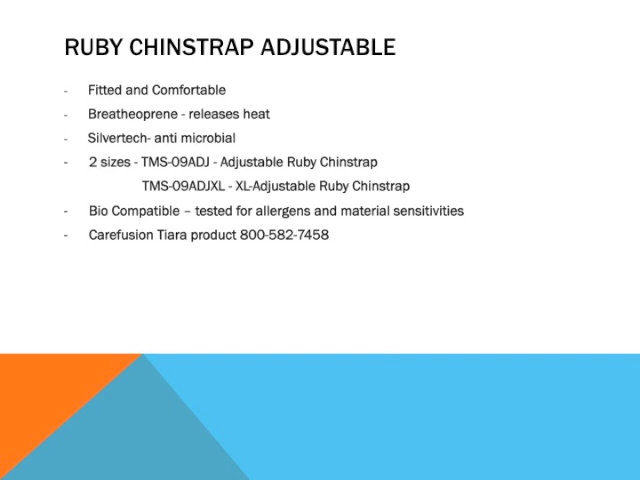 RUBY CHINSTRAP ADJUSTABLE
- Fitted and Comfortable
- Breatheoprene - releases heat
- Silvertech- anti microbial
- 2 sizes - TMS-09ADJ - Adjustable Ruby Chinstrap
TMS-09ADJXL - XL-Adjustable Ruby Chinstrap
- Bio Compatible – tested for allergens and material sensitivities
- Carefusion Tiara product 800-582-7458